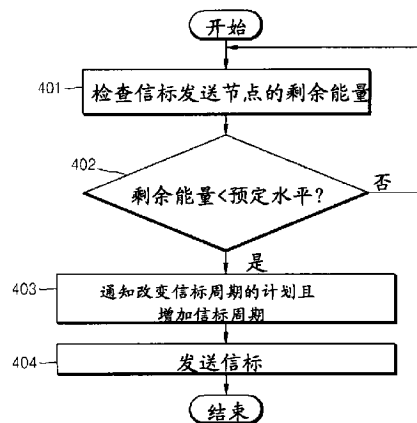 开始
401
检查信标发送节点的剩余能量
402
剩余能量<预定水平?
否
是
403
通知改变信标周期的计划且
增加信标周期
404
发送信标
结束